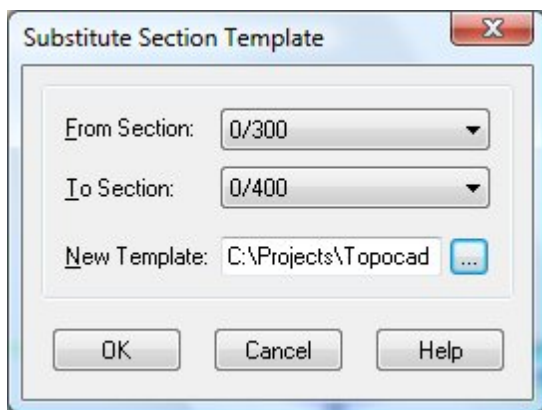 Substitute Section Template
From Section: 0/300
To Section: 0/400
New Template: C:\Projects\Topocad ...
OK Cancel Help